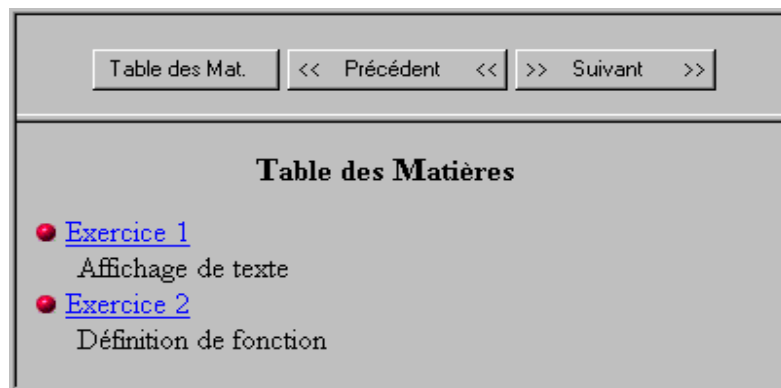 Table des Mat. << Précédent << >> Suivant >>
Table des Matières
Exercice 1
Affichage de texte
Exercice 2
Définition de fonction